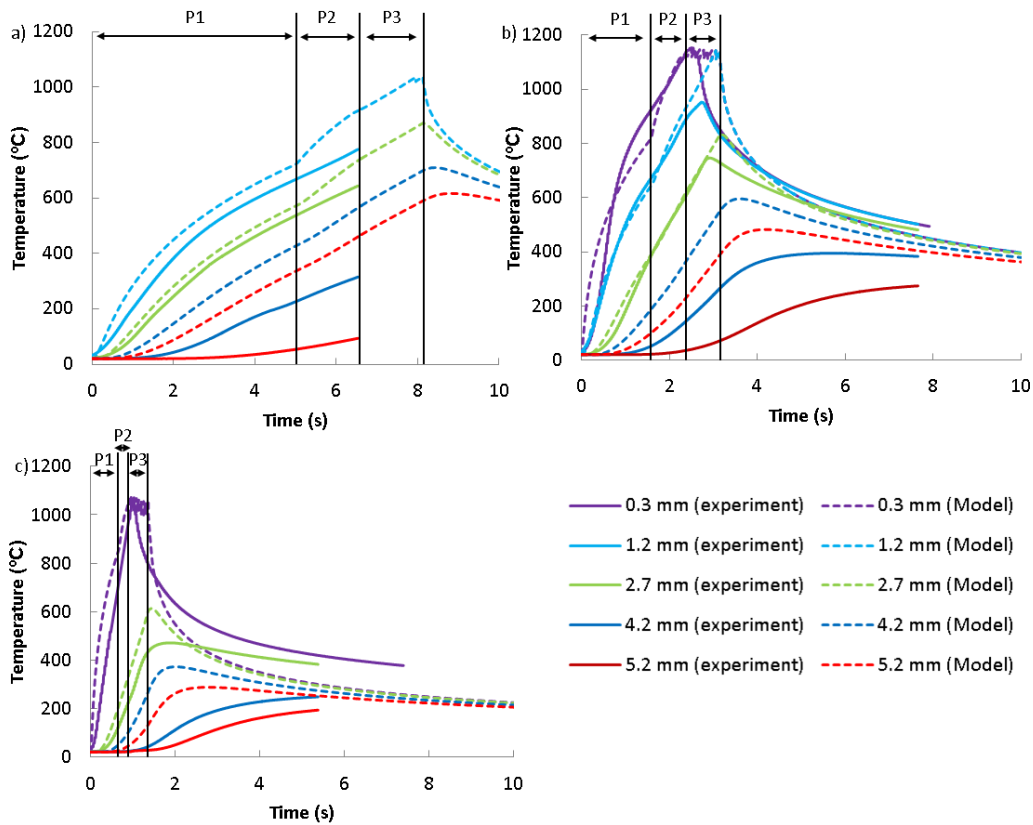 a)
P1 P2 P3
1200
1000
800
600
400
200
0
0 2 4 6 8 10
Temperature (°C)
Time (s)
b)
P1 P2 P3
1200
1000
800
600
400
200
0
0 2 4 6 8 10
Temperature (°C)
Time (s)
c)
P2
P1 P3
1200
1000
800
600
400
200
0
0 2 4 6 8 10
Temperature (°C)
Time (s)
0.3 mm (experiment) 0.3 mm (Model)
1.2 mm (experiment) 1.2 mm (Model)
2.7 mm (experiment) 2.7 mm (Model)
4.2 mm (experiment) 4.2 mm (Model)
5.2 mm (experiment) 5.2 mm (Model)